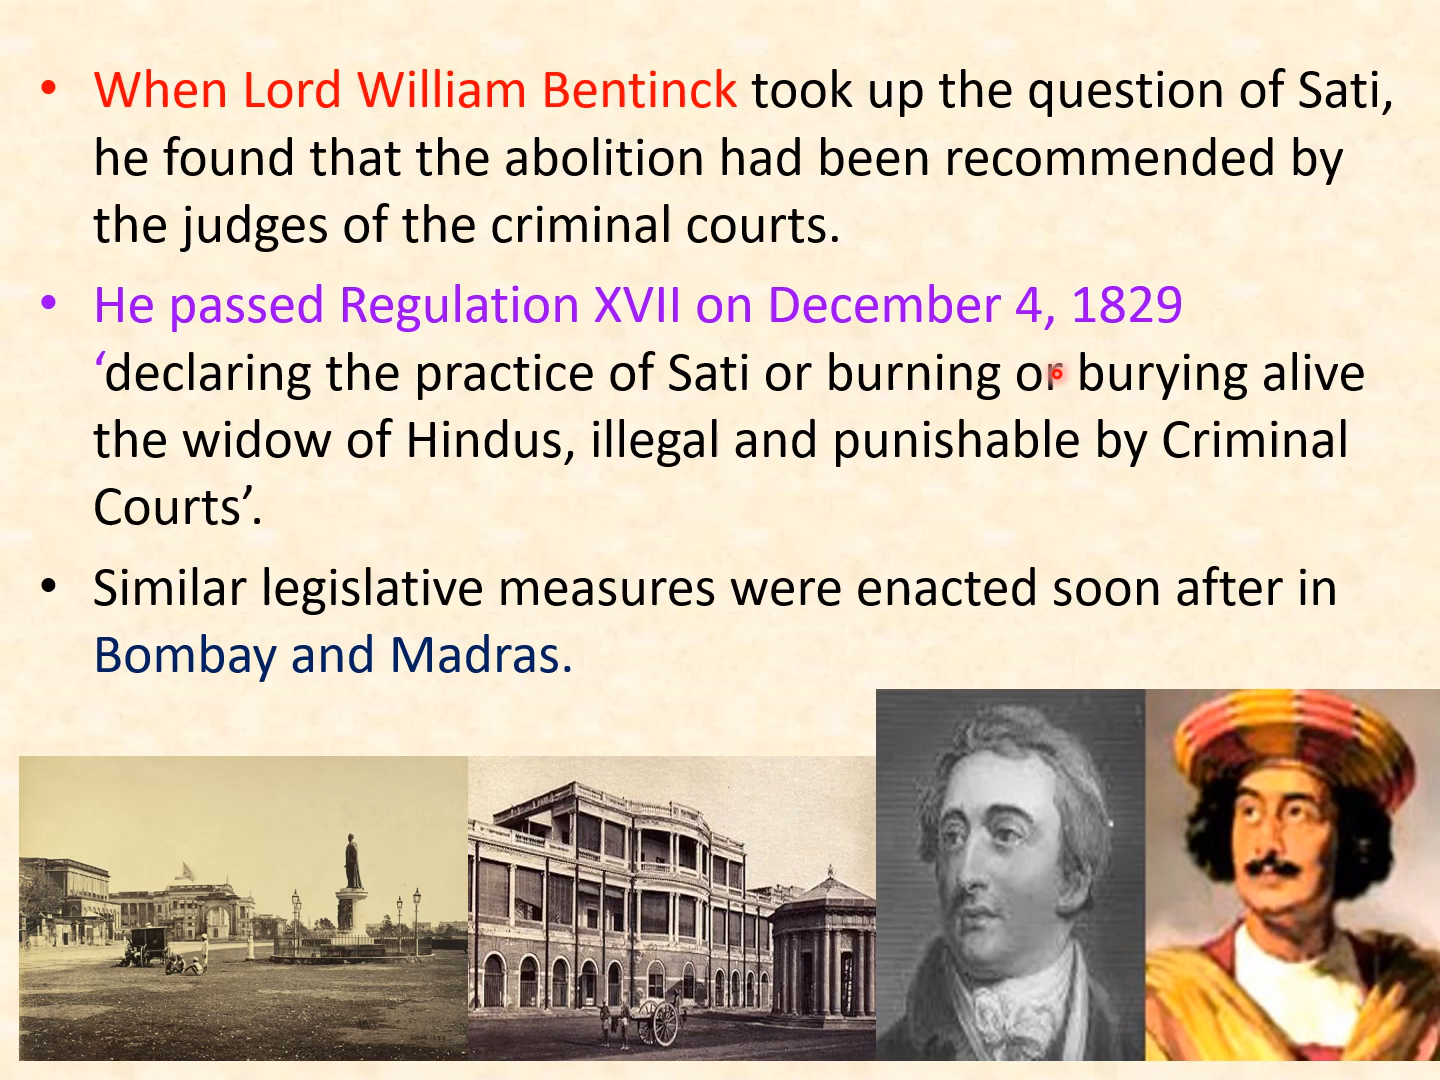 • When Lord William Bentinck took up the question of Sati,
he found that the abolition had been recommended by
the judges of the criminal courts.
• He passed Regulation XVII on December 4, 1829
‘declaring the practice of Sati or burning or burying alive
the widow of Hindus, illegal and punishable by Criminal
Courts’.
• Similar legislative measures were enacted soon after in
Bombay and Madras.